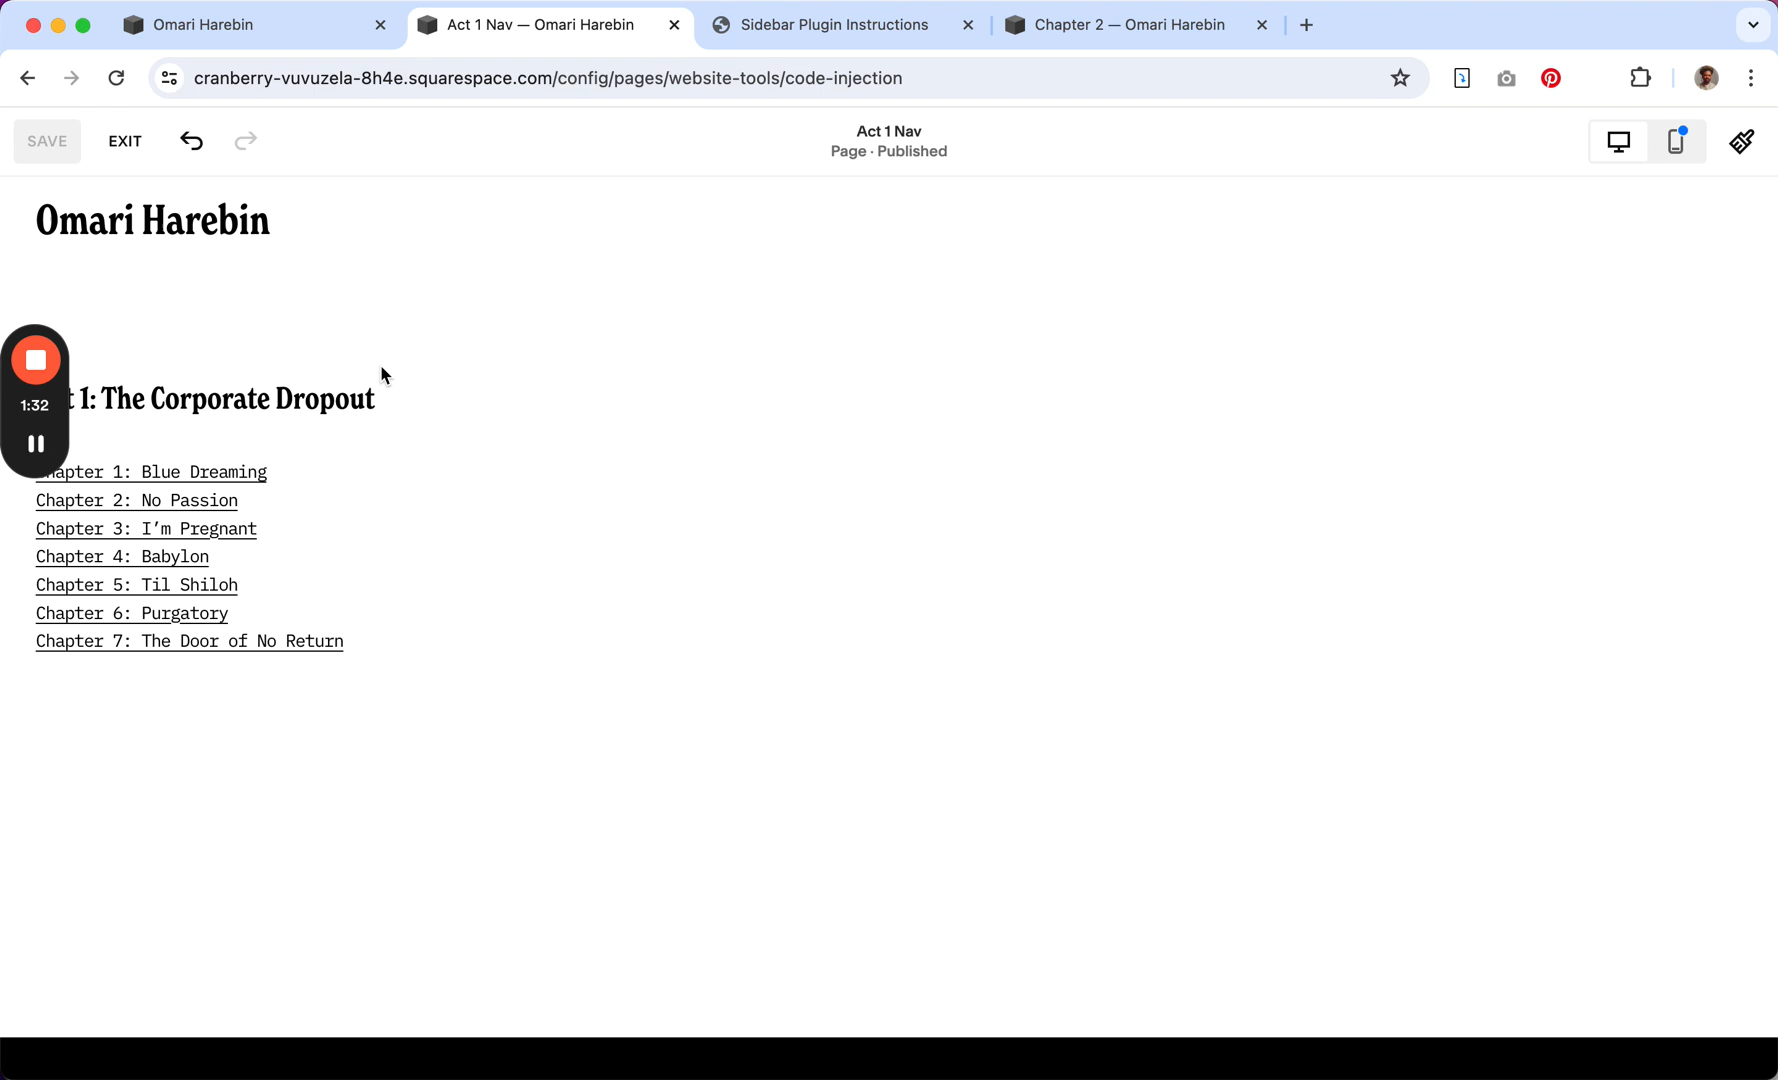 Omari Harebin
Act 1 Nav — Omari Harebin
Sidebar Plugin Instructions
Chapter 2 — Omari Harebin
cranberry-vuvuzela-8h4e.squarespace.com/config/pages/website-tools/code-injection
SAVE
EXIT
Act 1 Nav
Page · Published
Omari Harebin
1:32
t 1: The Corporate Dropout
hapter 1: Blue Dreaming
Chapter 2: No Passion
Chapter 3: I’m Pregnant
Chapter 4: Babylon
Chapter 5: Til Shiloh
Chapter 6: Purgatory
Chapter 7: The Door of No Return